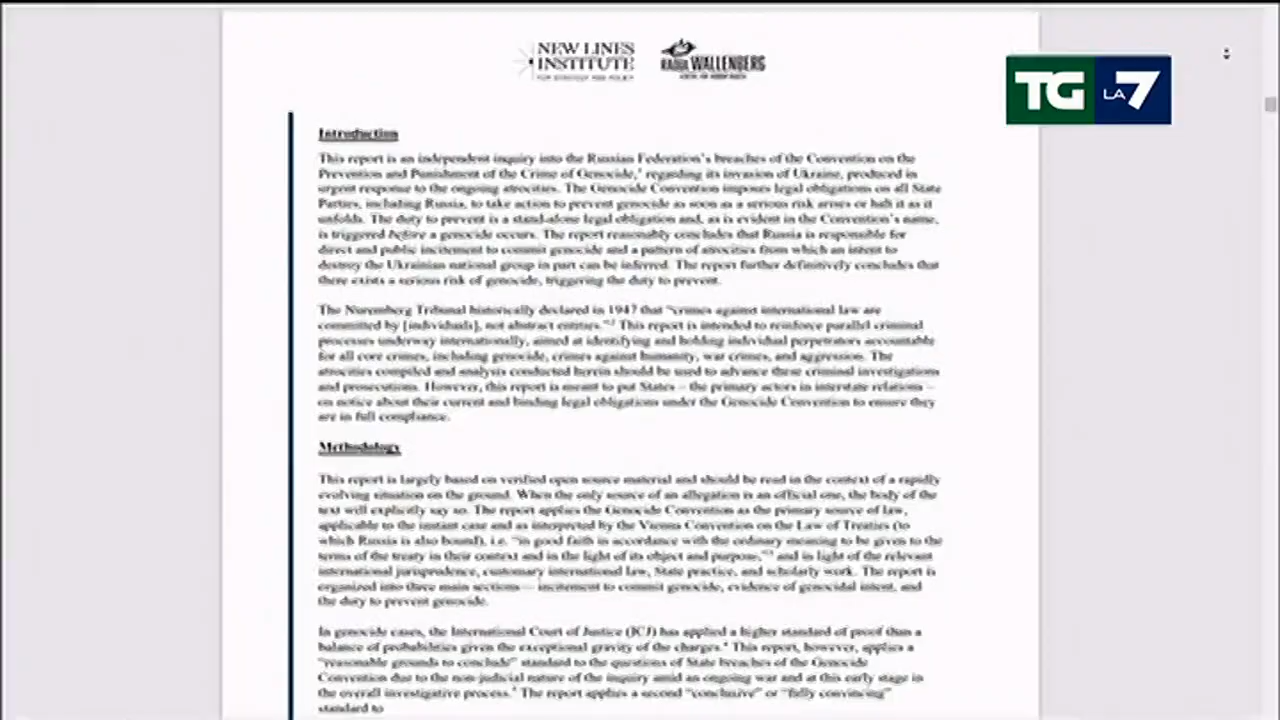 NEW LINES
INSTITUTE
FOR STRATEGY AND POLICY
RAOUL WALLENBERG
CENTRE FOR HUMAN RIGHTS
TG LA 7
Introduction
This report is an independent inquiry into the Russian Federation's breaches of the Convention on the
Prevention and Punishment of the Crime of Genocide, regarding its invasion of Ukraine, produced in
urgent response to the ongoing atrocities. The Genocide Convention imposes legal obligations on all State
Parties, including Russia, to take action to prevent genocide as soon as a serious risk arises or halt it as it
unfolds. The duty to prevent is a stand-alone legal obligation and, as is evident in the Convention's name,
is triggered before a genocide occurs. The report reasonably concludes that Russia is responsible for
direct and public incitement to commit genocide and a pattern of atrocities from which an intent to
destroy the Ukrainian national group in part can be inferred. The report further definitively concludes that
there exists a serious risk of genocide, triggering the duty to prevent.
The Nuremberg Tribunal historically declared in 1947 that “crimes against international law are
committed by [individuals], not abstract entities.”² This report is intended to reinforce parallel criminal
processes underway internationally, aimed at identifying and holding individual perpetrators accountable
for all core crimes, including genocide, crimes against humanity, war crimes, and aggression. The
atrocities compiled and analysis conducted herein should be used to advance these criminal investigations
and prosecutions. However, this report is meant to put States – the primary actors in interstate relations –
on notice about their current and binding legal obligations under the Genocide Convention to ensure they
are in full compliance.
Methodology
This report is largely based on verified open source material and should be read in the context of a rapidly
evolving situation on the ground. When the only source of an allegation is an official one, the body of the
text will explicitly say so. The report applies the Genocide Convention as the primary source of law,
applicable to the instant case and as interpreted by the Vienna Convention on the Law of Treaties (to
which Russia is also bound), i.e. “in good faith in accordance with the ordinary meaning to be given to the
terms of the treaty in their context and in the light of its object and purpose,”³ and in light of the relevant
international jurisprudence, customary international law, State practice, and scholarly work. The report is
organized into three main sections – incitement to commit genocide, evidence of genocidal intent, and
the duty to prevent genocide.
In genocide cases, the International Court of Justice (ICJ) has applied a higher standard of proof than a
balance of probabilities given the exceptional gravity of the charges.⁴ This report, however, applies a
“reasonable grounds to conclude” standard to the questions of State breaches of the Genocide
Convention due to the non-judicial nature of the inquiry amid an ongoing war and at this early stage in
the overall investigative process.⁵ The report applies a second “conclusive” or “fully convincing”
standard to